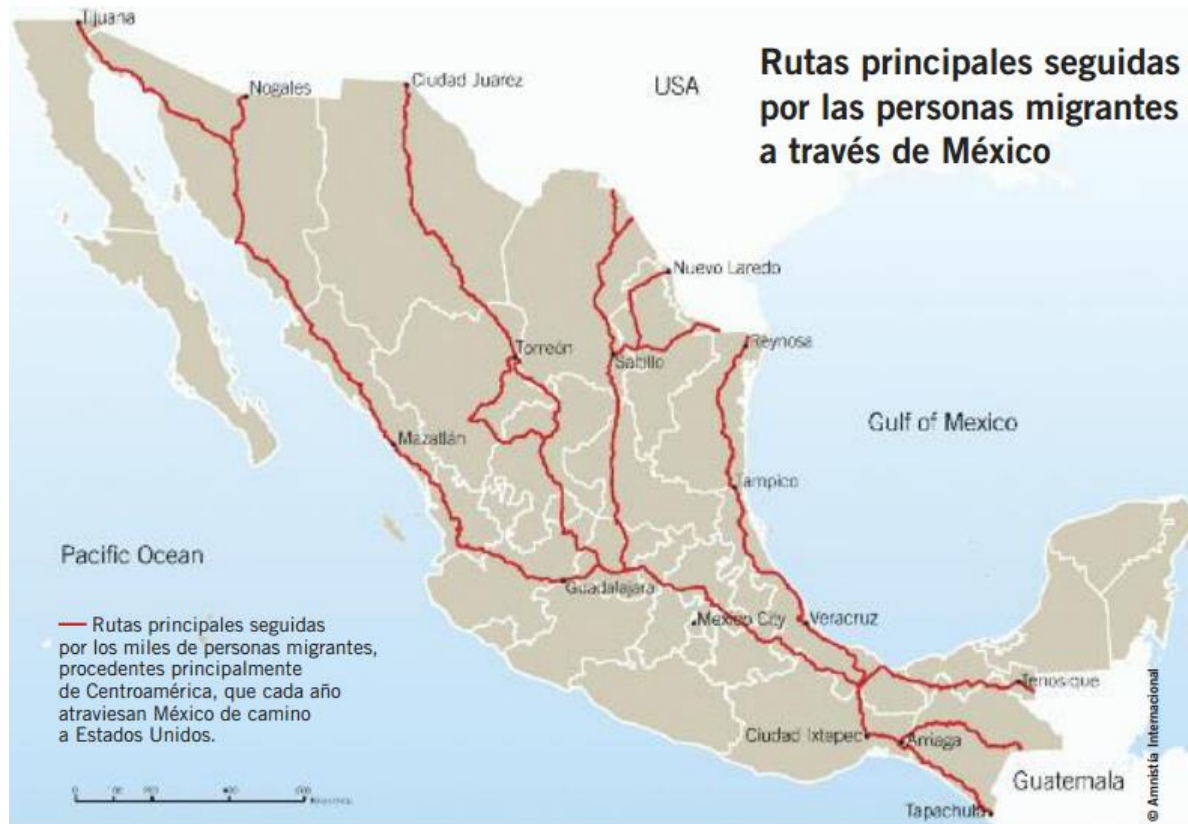 Rutas principales seguidas
por las personas migrantes
a través de México
Tijuana
Nogales
Ciudad Juarez
USA
Nuevo Laredo
Torreón
Saltillo
Reynosa
Mazatlán
Gulf of Mexico
Tampico
Pacific Ocean
Guadalajara
Mexico City
Veracruz
Tenosique
Ciudad Ixtepec
Arriaga
Guatemala
Tapachula
Rutas principales seguidas
por los miles de personas migrantes,
procedentes principalmente
de Centroamérica, que cada año
atraviesan México de camino
a Estados Unidos.
0
© Amnistía Internacional